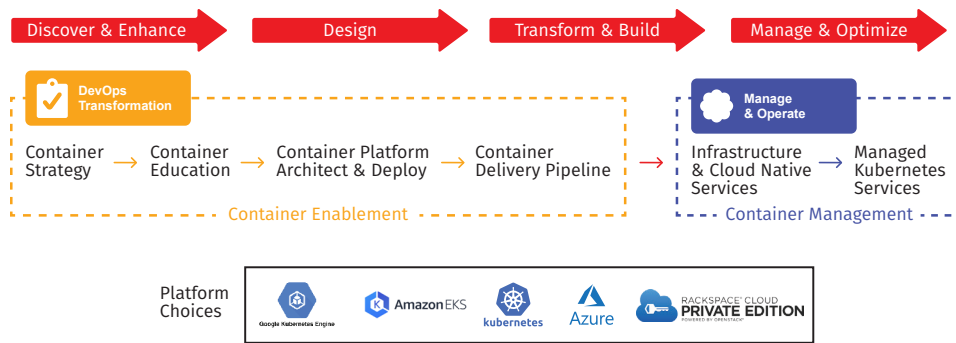 Discover & Enhance
Design
Transform & Build
Manage & Optimize
DevOps
Transformation
Manage
& Operate
Container
Strategy
Container
Education
Container Platform
Architect & Deploy
Container
Delivery Pipeline
Infrastructure
& Cloud Native
Services
Managed
Kubernetes
Services
Container Enablement
Container Management
Platform
Choices
Google Kubernetes Engine
Amazon EKS
kubernetes
Azure
RACKSPACE® CLOUD
PRIVATE EDITION
POWERED BY OPENSTACK®